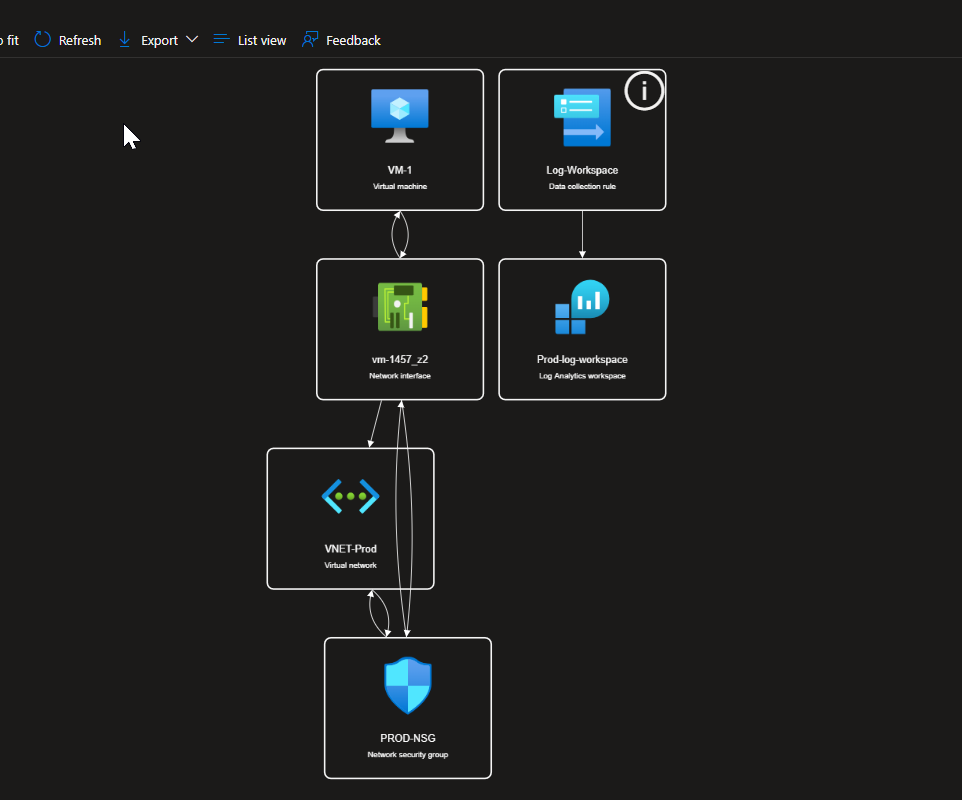 o fit Refresh Export List view Feedback
VM-1
Virtual machine
Log-Workspace
Data collection rule
vm-1457_z2
Network interface
Prod-log-workspace
Log Analytics workspace
VNET-Prod
Virtual network
PROD-NSG
Network security group